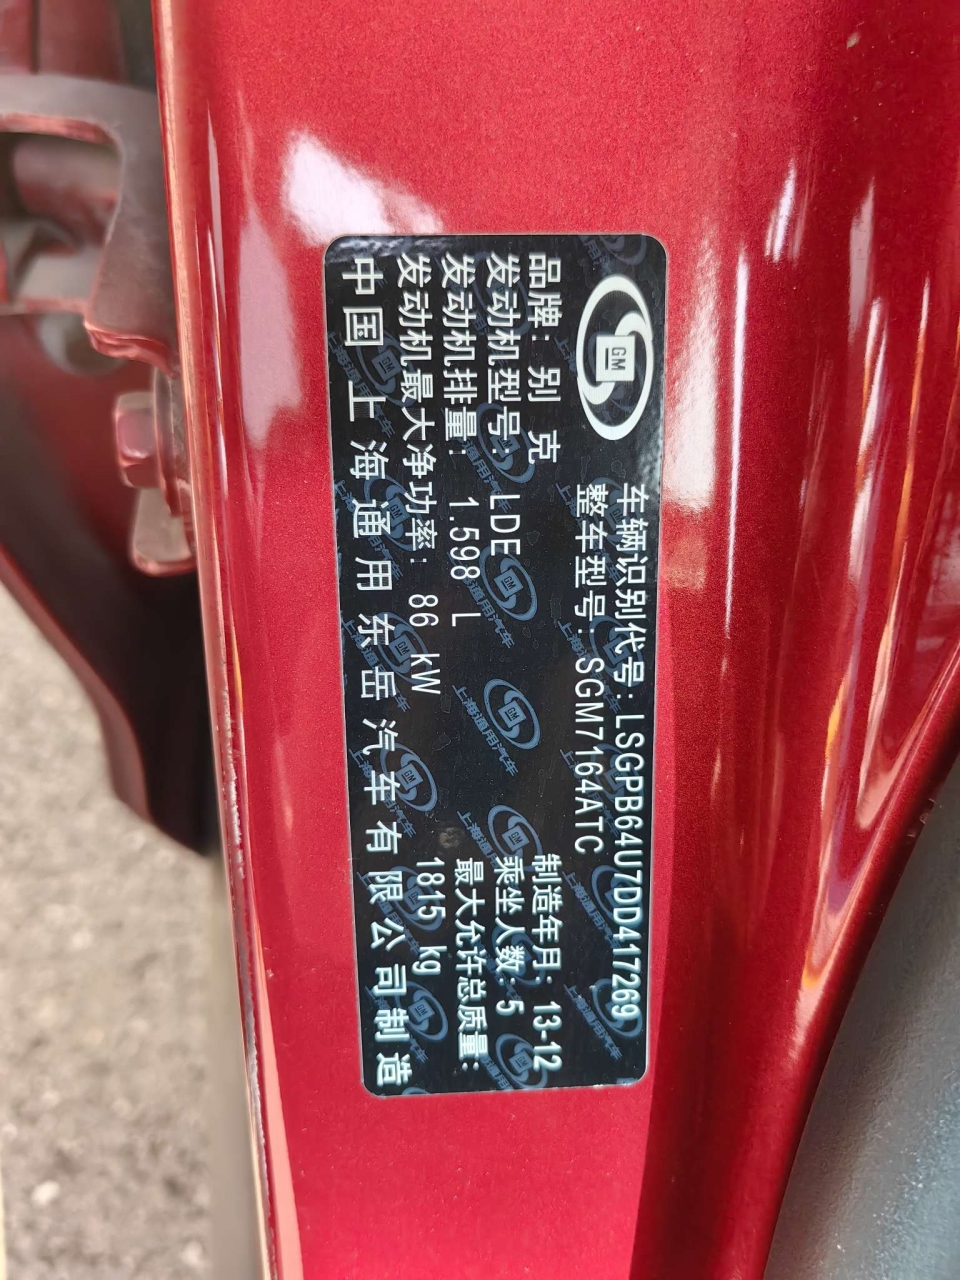 GM
车辆识别代号: LSGPB64U7DD417269
整车型号: SGM7164ATC
品牌: 别克
制造年月: 13-12
发动机型号: LDE
乘坐人数: 5
发动机排量: 1.598 L
最大允许总质量:
发动机最大净功率: 86 kW
1815 kg
中国上海通用东岳汽车有限公司制造